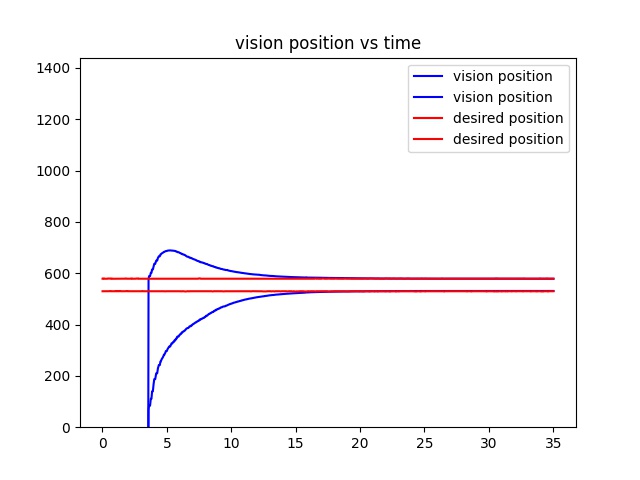 vision position vs time
1400
1200
1000
800
600
400
200
0
vision position
vision position
desired position
desired position
0 5 10 15 20 25 30 35